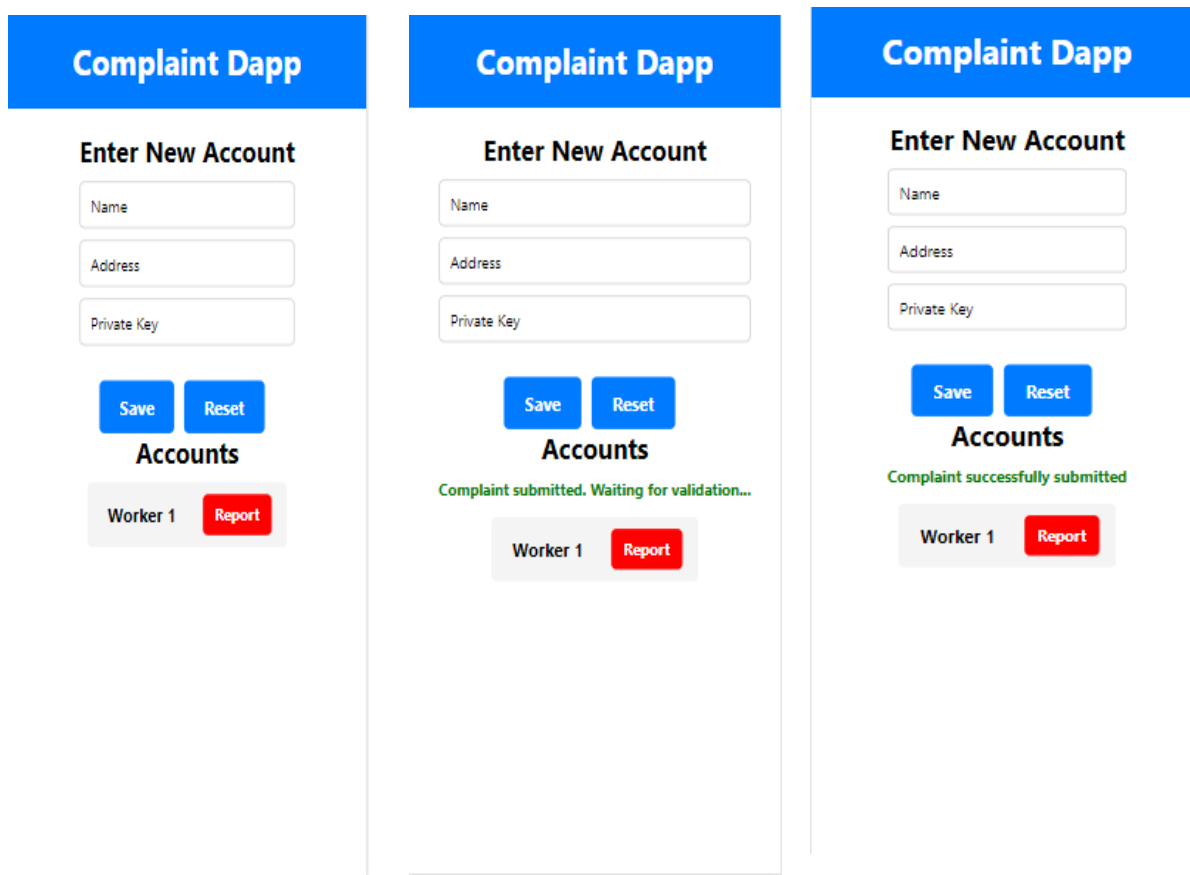 Complaint Dapp
Enter New Account
Name
Address
Private Key
Save Reset
Accounts
Worker 1 Report
Complaint Dapp
Enter New Account
Name
Address
Private Key
Save Reset
Accounts
Complaint submitted. Waiting for validation...
Worker 1 Report
Complaint Dapp
Enter New Account
Name
Address
Private Key
Save Reset
Accounts
Complaint successfully submitted
Worker 1 Report